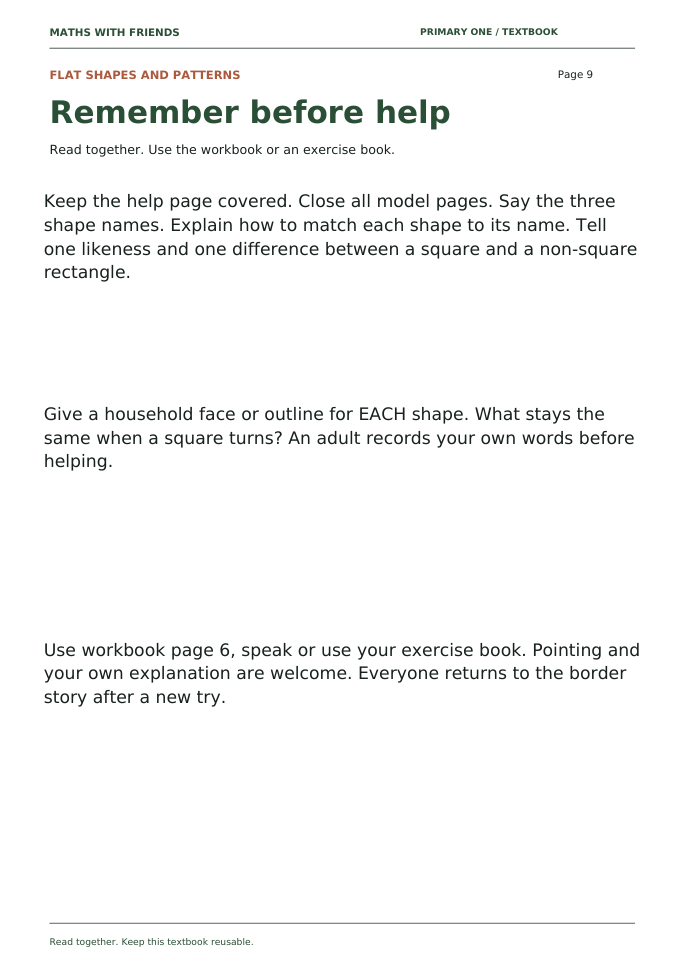 MATHS WITH FRIENDS
PRIMARY ONE / TEXTBOOK
FLAT SHAPES AND PATTERNS
Page 9
Remember before help
Read together. Use the workbook or an exercise book.
Keep the help page covered. Close all model pages. Say the three
shape names. Explain how to match each shape to its name. Tell
one likeness and one difference between a square and a non-square
rectangle.
Give a household face or outline for EACH shape. What stays the
same when a square turns? An adult records your own words before
helping.
Use workbook page 6, speak or use your exercise book. Pointing and
your own explanation are welcome. Everyone returns to the border
story after a new try.
Read together. Keep this textbook reusable.